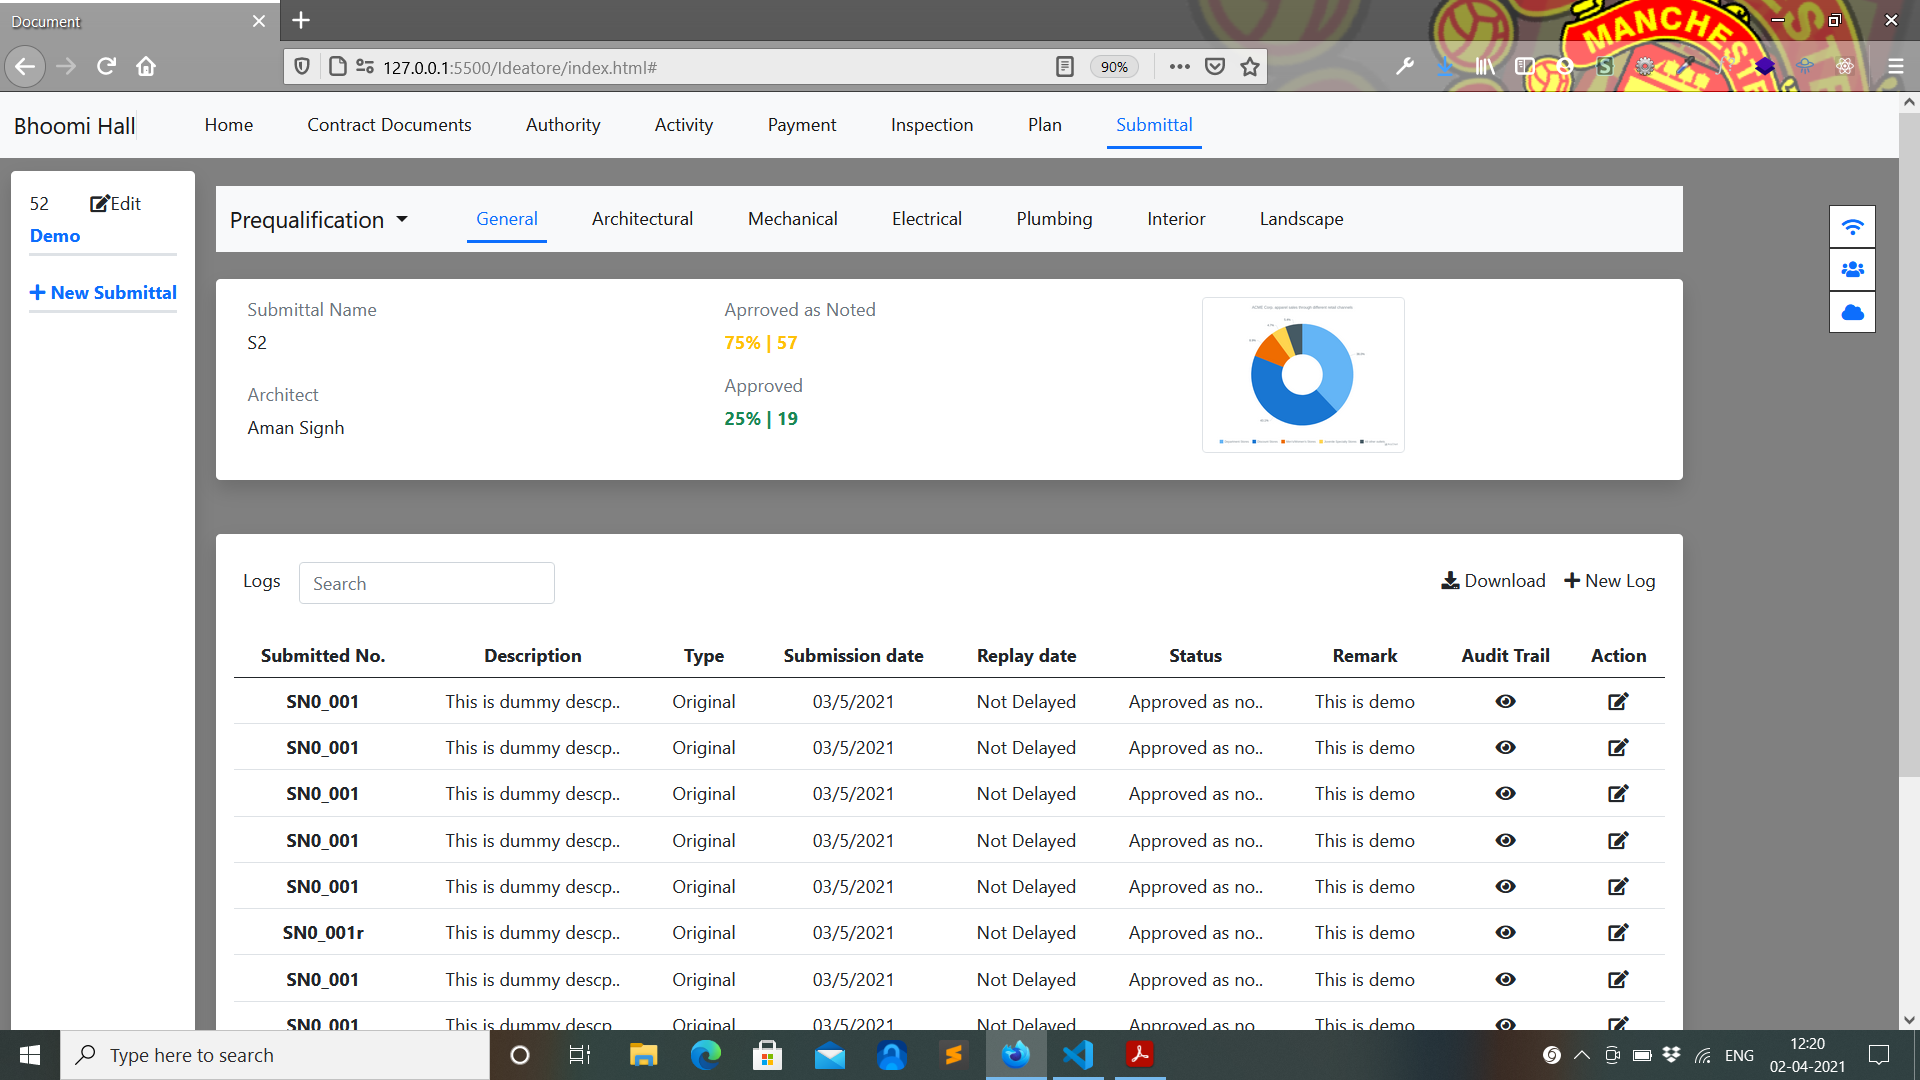 Document
MANCHESTE
127.0.0.1:5500/Ideatore/index.html#
90%
Bhoomi Hall
Home
Contract Documents
Authority
Activity
Payment
Inspection
Plan
Submittal
52
Edit
Demo
New Submittal
Prequalification
General
Architectural
Mechanical
Electrical
Plumbing
Interior
Landscape
Submittal Name
S2
Architect
Aman Signh
Aprroved as Noted
75% | 57
Approved
25% | 19
ACME Corp. apparel sales through different retail channels
Logs
Search
Download
New Log
Submitted No. Description Type Submission date Replay date Status Remark Audit Trail Action
SN0_001 This is dummy descp.. Original 03/5/2021 Not Delayed Approved as no.. This is demo
SN0_001 This is dummy descp.. Original 03/5/2021 Not Delayed Approved as no.. This is demo
SN0_001 This is dummy descp.. Original 03/5/2021 Not Delayed Approved as no.. This is demo
SN0_001 This is dummy descp.. Original 03/5/2021 Not Delayed Approved as no.. This is demo
SN0_001 This is dummy descp.. Original 03/5/2021 Not Delayed Approved as no.. This is demo
SN0_001r This is dummy descp.. Original 03/5/2021 Not Delayed Approved as no.. This is demo
SN0_001 This is dummy descp.. Original 03/5/2021 Not Delayed Approved as no.. This is demo
SN0_001 This is dummy descp.. Original 03/5/2021 Not Delayed Approved as no.. This is demo
Type here to search
ENG
12:20
02-04-2021